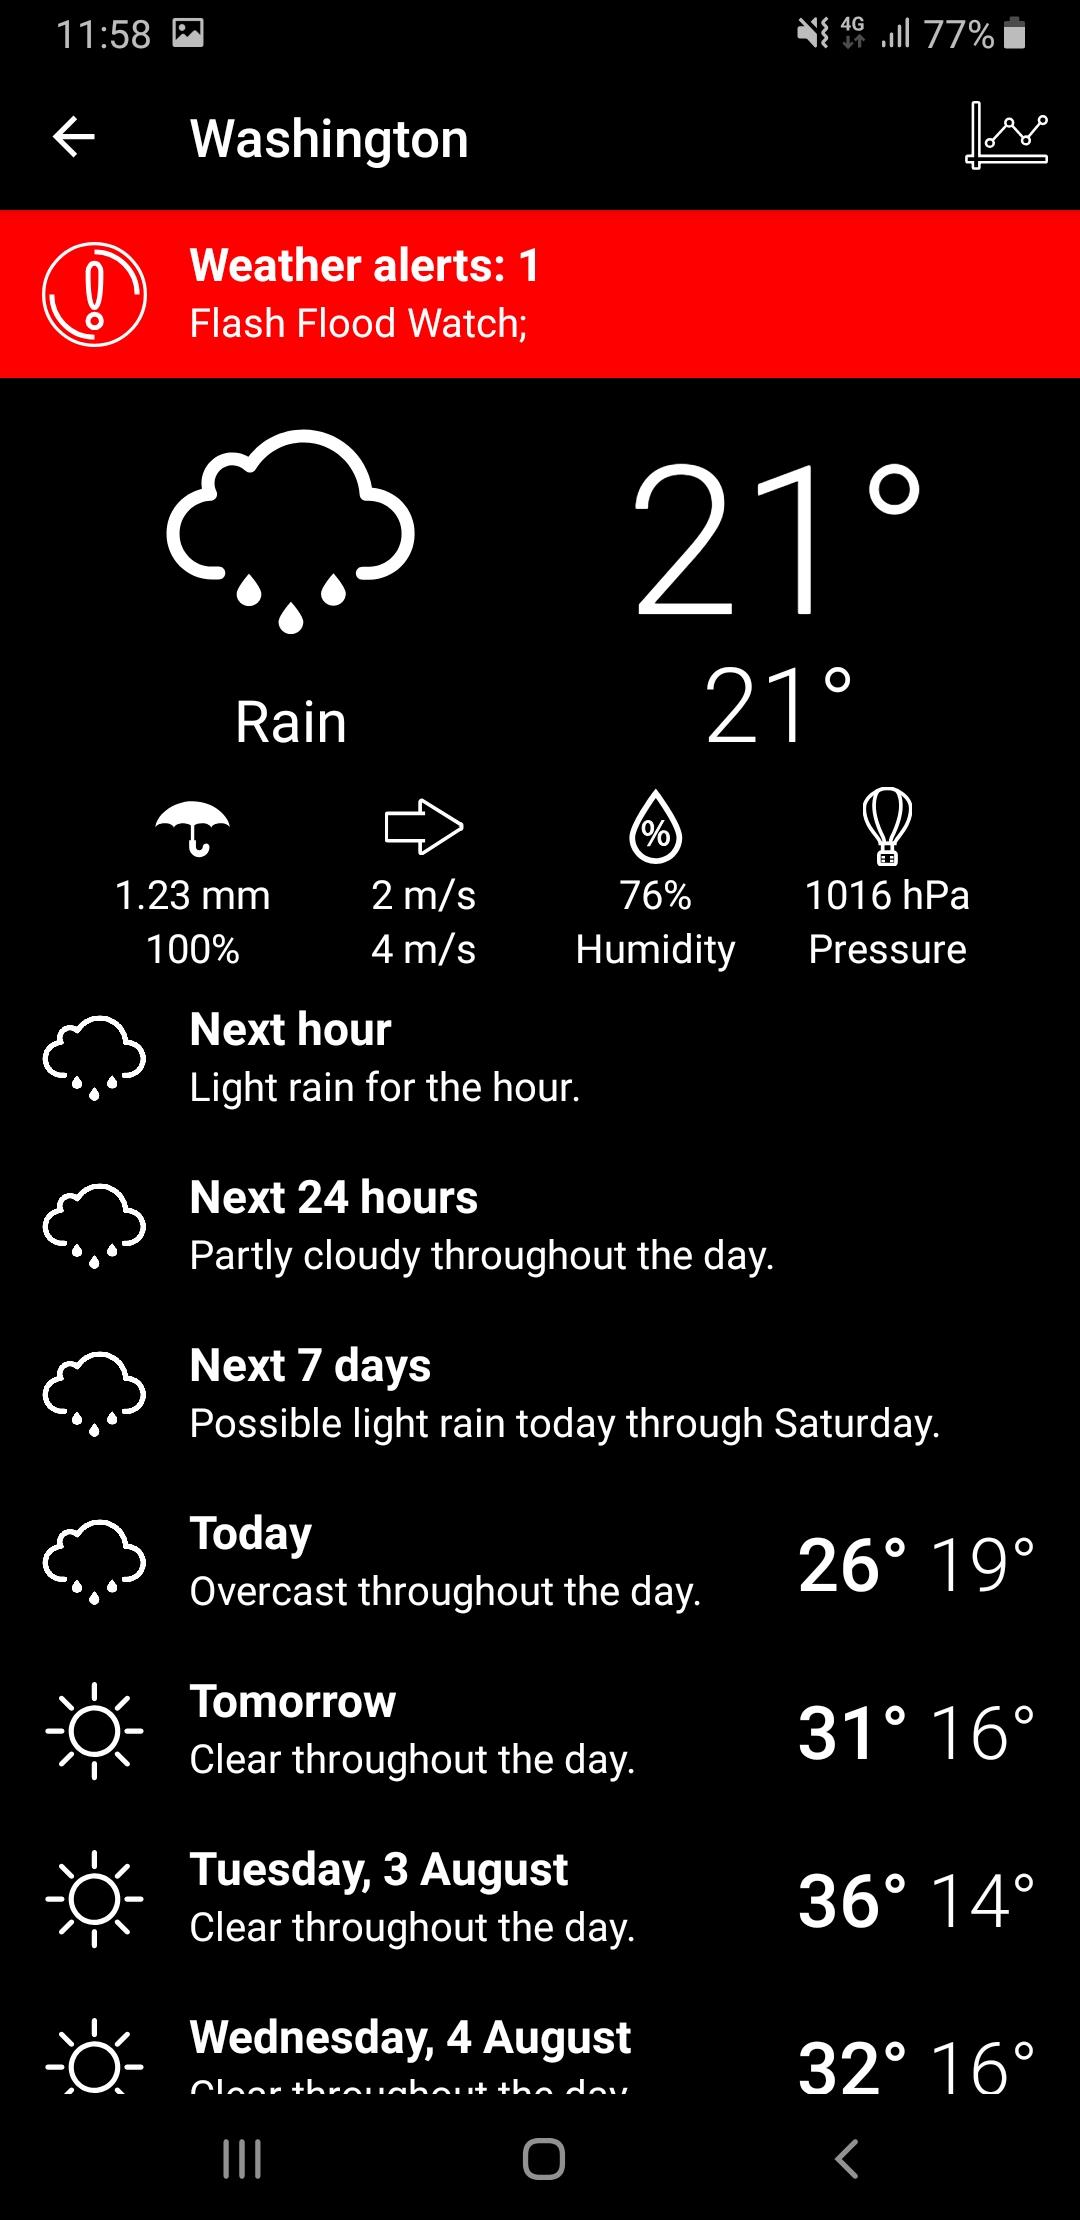 11:58 4G 77%
Washington
Weather alerts: 1
Flash Flood Watch;
21°
21°
Rain
%
1.23 mm 2 m/s 76% 1016 hPa
100% 4 m/s Humidity Pressure
Next hour
Light rain for the hour.
Next 24 hours
Partly cloudy throughout the day.
Next 7 days
Possible light rain today through Saturday.
Today
Overcast throughout the day.
26° 19°
Tomorrow
Clear throughout the day.
31° 16°
Tuesday, 3 August
Clear throughout the day.
36° 14°
Wednesday, 4 August
Clear throughout the day
32° 16°